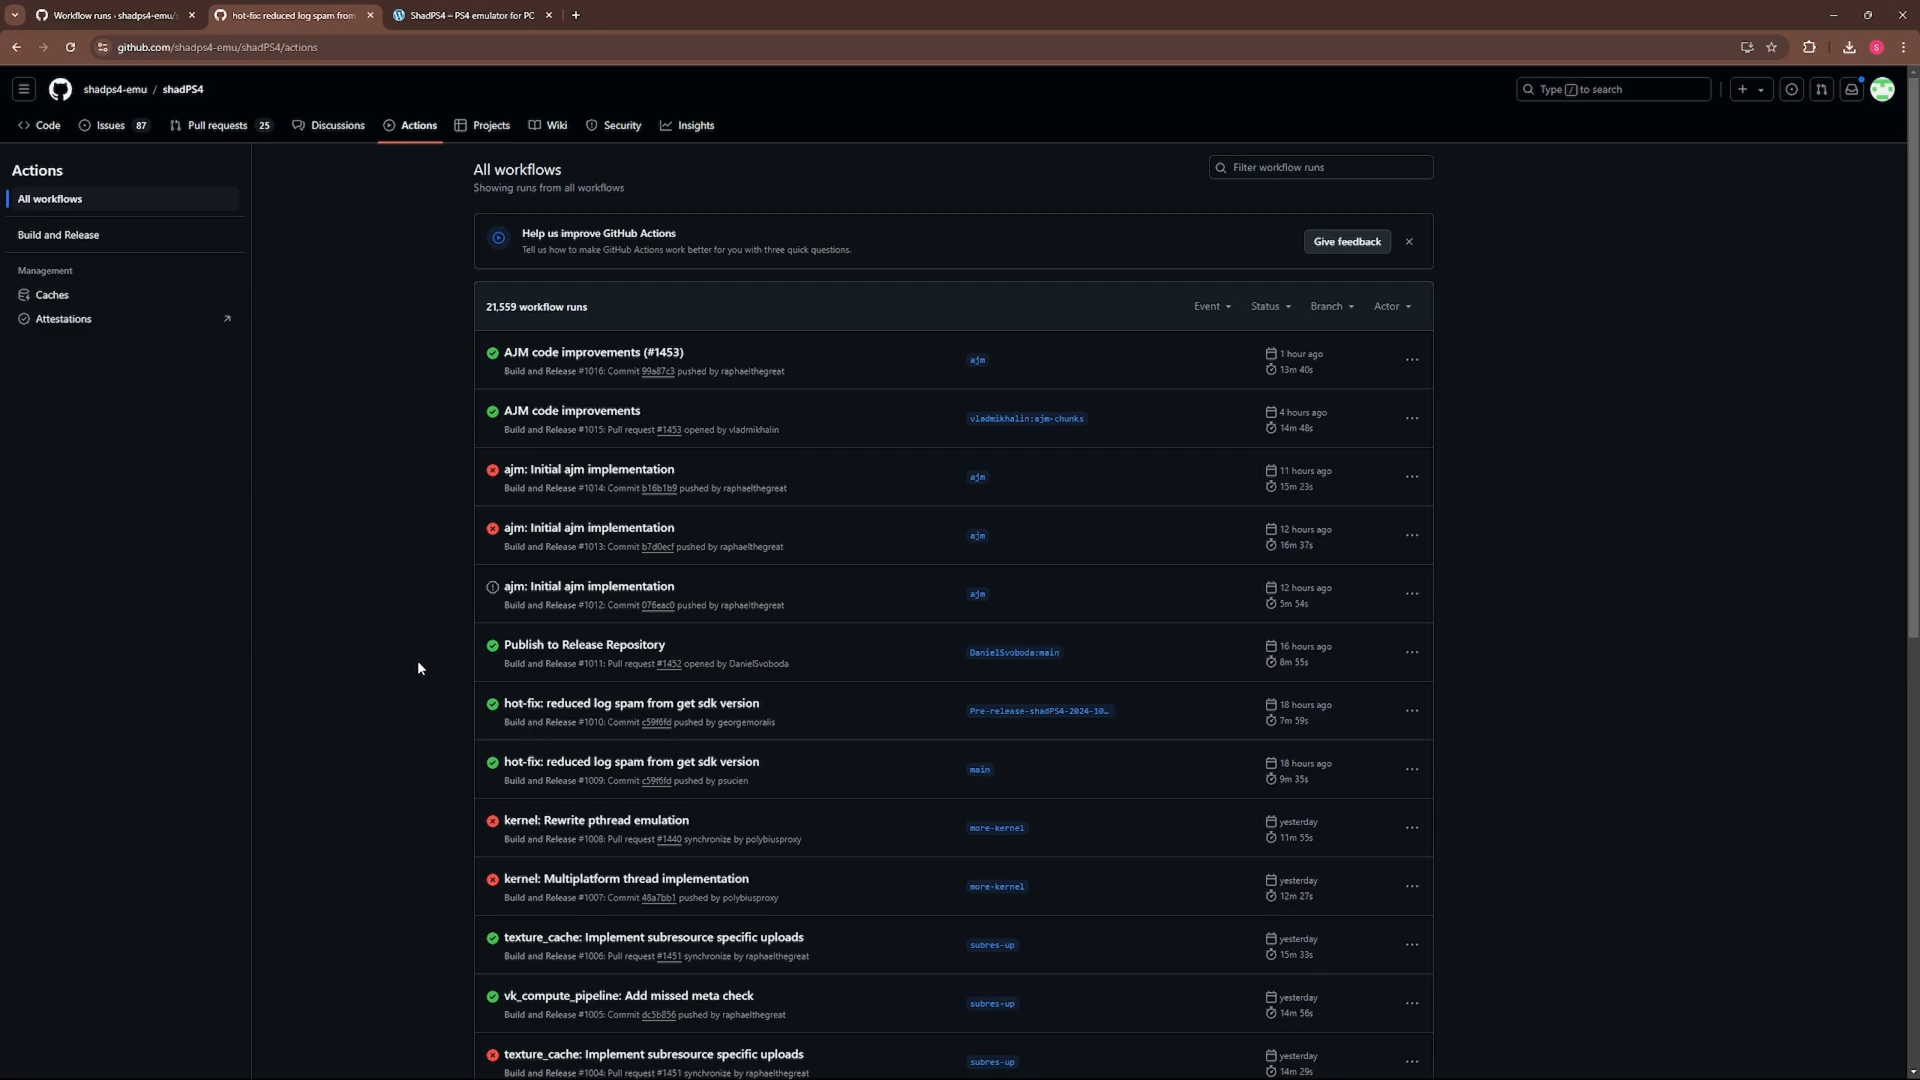 Workflow runs · shadps4-emu/s
hot-fix: reduced log spam from
ShadPS4 – PS4 emulator for PC
github.com/shadps4-emu/shadPS4/actions
S
shadps4-emu / shadPS4
Type / to search
Code
Issues 87
Pull requests 25
Discussions
Actions
Projects
Wiki
Security
Insights
Actions
All workflows
Build and Release
Management
Caches
Attestations
All workflows
Showing runs from all workflows
Filter workflow runs
Help us improve GitHub Actions
Tell us how to make GitHub Actions work better for you with three quick questions.
Give feedback
21,559 workflow runs
Event Status Branch Actor
AJM code improvements (#1453)
Build and Release #1016: Commit 99a87c3 pushed by raphaelthegreat
ajm
1 hour ago
13m 40s
AJM code improvements
Build and Release #1015: Pull request #1453 opened by vladmikhalin
vladmikhalin:ajm-chunks
4 hours ago
14m 48s
ajm: Initial ajm implementation
Build and Release #1014: Commit b16b1b9 pushed by raphaelthegreat
ajm
11 hours ago
15m 23s
ajm: Initial ajm implementation
Build and Release #1013: Commit b7d0ecf pushed by raphaelthegreat
ajm
12 hours ago
16m 37s
ajm: Initial ajm implementation
Build and Release #1012: Commit 076eac0 pushed by raphaelthegreat
ajm
12 hours ago
5m 54s
Publish to Release Repository
Build and Release #1011: Pull request #1452 opened by DanielSvoboda
DanielSvoboda:main
16 hours ago
8m 55s
hot-fix: reduced log spam from get sdk version
Build and Release #1010: Commit c59f6fd pushed by georgemoralis
Pre-release-shadPS4-2024-10…
18 hours ago
7m 59s
hot-fix: reduced log spam from get sdk version
Build and Release #1009: Commit c59f6fd pushed by psucien
main
18 hours ago
9m 35s
kernel: Rewrite pthread emulation
Build and Release #1008: Pull request #1440 synchronize by polybiusproxy
more-kernel
yesterday
11m 55s
kernel: Multiplatform thread implementation
Build and Release #1007: Commit 48a7bb1 pushed by polybiusproxy
more-kernel
yesterday
12m 27s
texture_cache: Implement subresource specific uploads
Build and Release #1006: Pull request #1451 synchronize by raphaelthegreat
subres-up
yesterday
15m 33s
vk_compute_pipeline: Add missed meta check
Build and Release #1005: Commit dc5b856 pushed by raphaelthegreat
subres-up
yesterday
14m 56s
texture_cache: Implement subresource specific uploads
Build and Release #1004: Pull request #1451 synchronize by raphaelthegreat
subres-up
yesterday
14m 29s